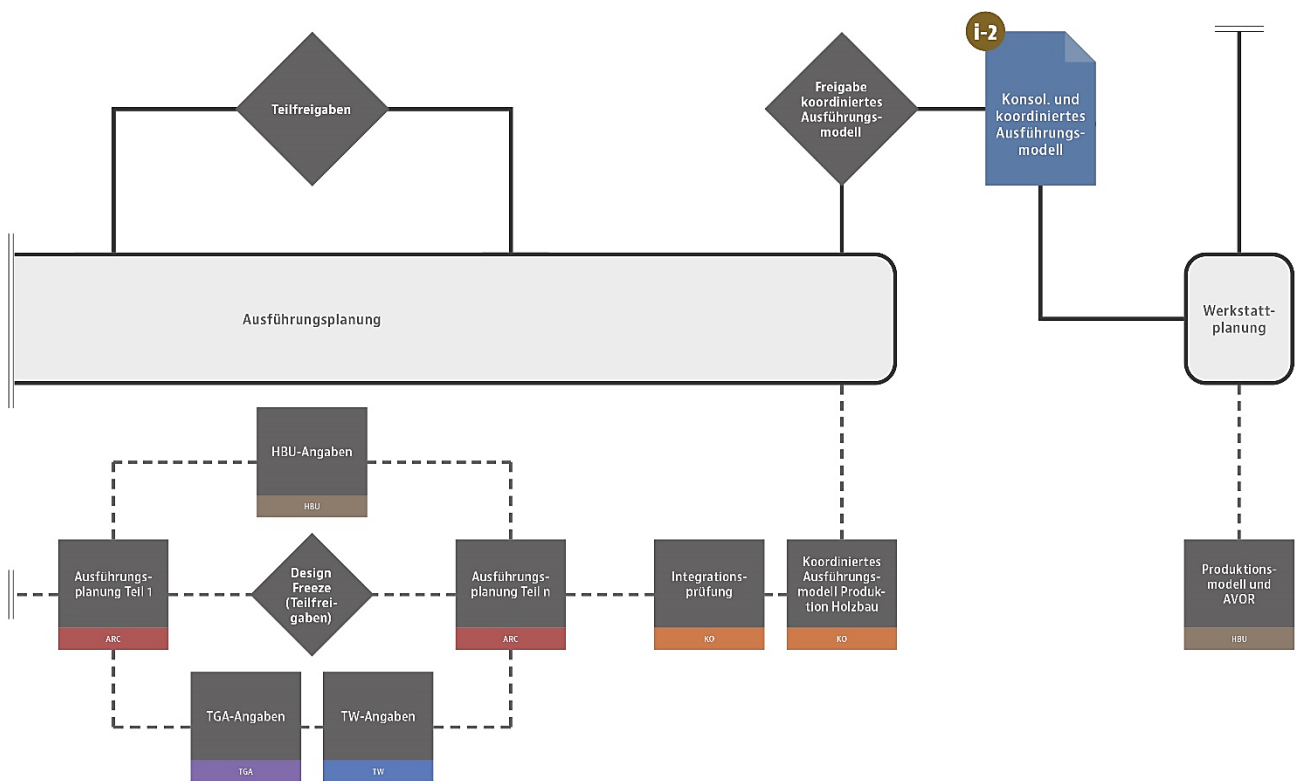 i-2
Teilfreigaben
Freigabe
koordiniertes
Ausführungs-
modell
Konsol. und
koordiniertes
Ausführungs-
modell
Ausführungsplanung
Werkstatt-
planung
HBU-Angaben
HBU
Ausführungs-
planung Teil 1
ARC
Design
Freeze
(Teilfrei-
gaben)
Ausführungs-
planung Teil n
ARC
Integrations-
prüfung
KO
Koordiniertes
Ausführungs-
modell Produk-
tion Holzbau
KO
Produktions-
modell und
AVOR
HBU
TGA-Angaben
TGA
TW-Angaben
TW